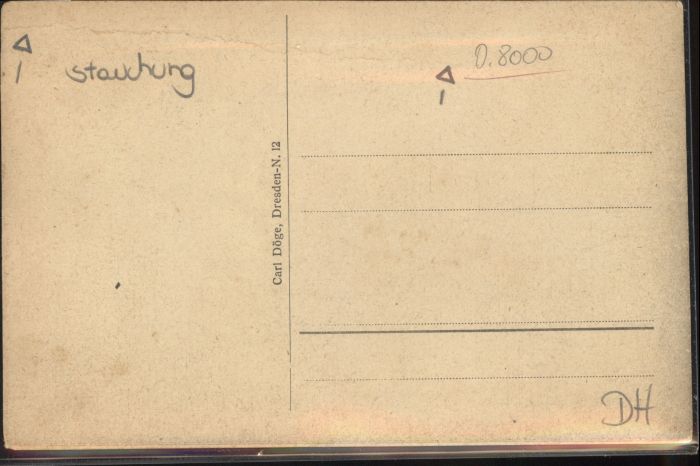 stauchung
D.8000
Carl Döge, Dresden-N. 12
DH